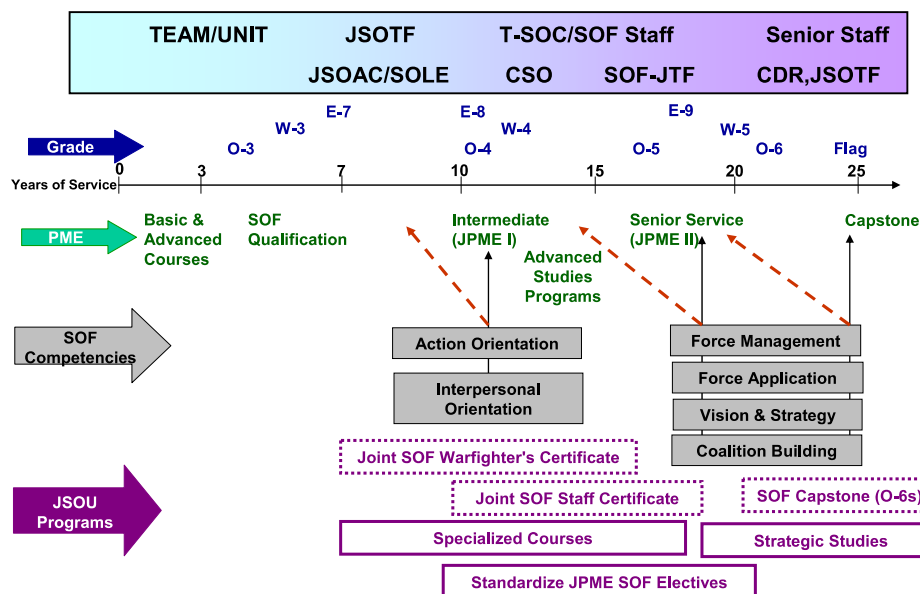 TEAM/UNIT JSOTF T-SOC/SOF Staff Senior Staff
JSOAC/SOLE CSO SOF-JTF CDR,JSOTF
E-7 E-8 E-9
W-3 W-4 W-5
Grade O-3 O-4 O-5 O-6 Flag
0 3 7 10 15 20 25
Years of Service
PME
Basic &
Advanced
Courses
SOF
Qualification
Intermediate
(JPME I)
Advanced
Studies
Programs
Senior Service
(JPME II)
Capstone
SOF
Competencies
Action Orientation
Interpersonal
Orientation
Force Management
Force Application
Vision & Strategy
Coalition Building
JSOU
Programs
Joint SOF Warfighter's Certificate
Joint SOF Staff Certificate
SOF Capstone (O-6s)
Specialized Courses
Strategic Studies
Standardize JPME SOF Electives